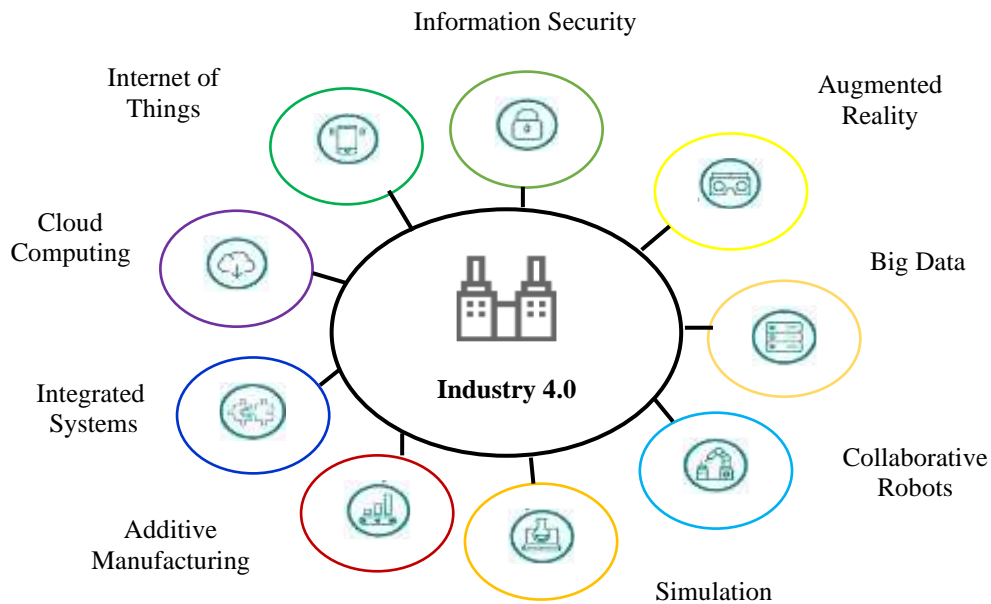 Information Security
Internet of
Things
Augmented
Reality
Cloud
Computing
Big Data
Industry 4.0
Integrated
Systems
Collaborative
Robots
Additive
Manufacturing
Simulation